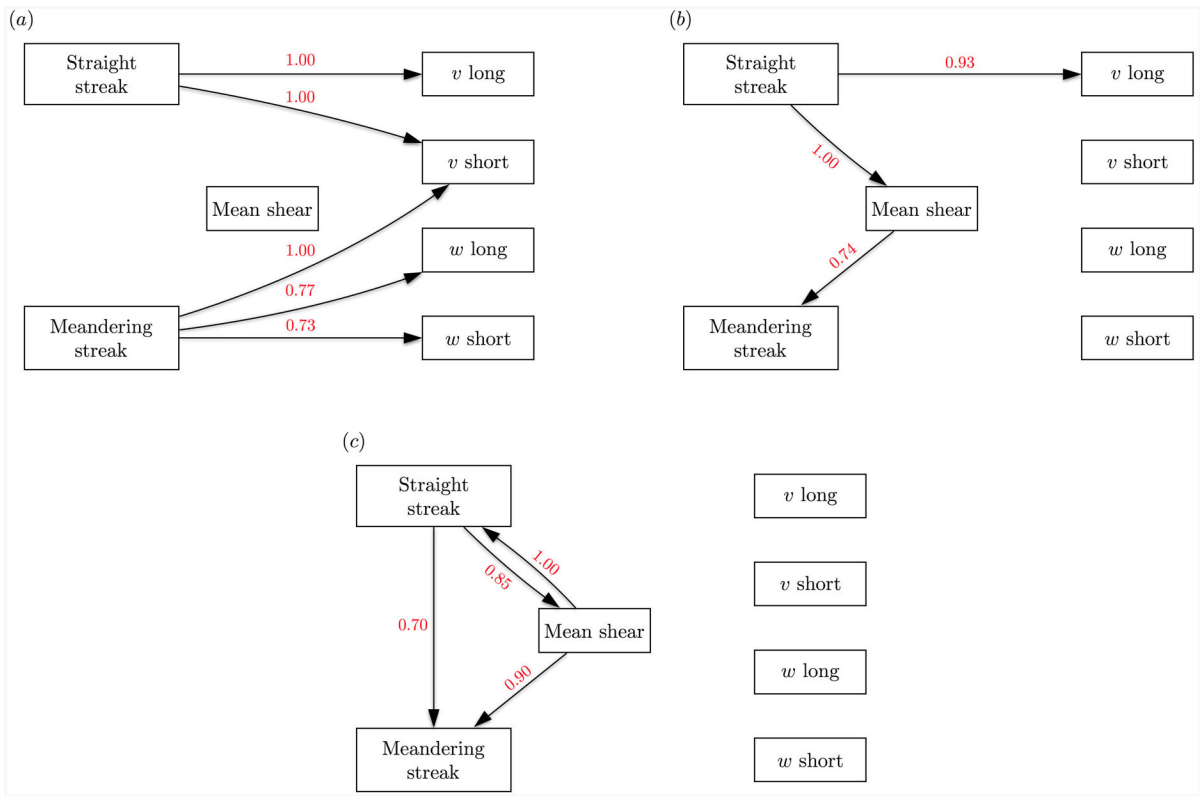 (a)
Straight
streak
1.00
v long
1.00
v short
Mean shear
1.00
w long
0.77
Meandering
streak
0.73
w short
(b)
Straight
streak
0.93
v long
1.00
v short
Mean shear
0.74
w long
Meandering
streak
w short
(c)
Straight
streak
v long
1.00
0.85
v short
0.70
Mean shear
0.90
w long
Meandering
streak
w short